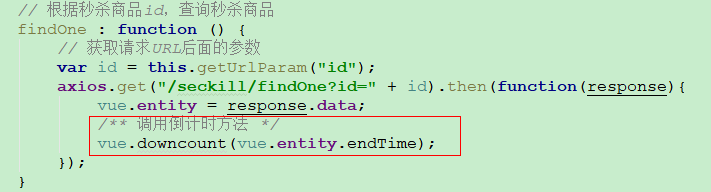 // 根据秒杀商品id，查询秒杀商品
findOne : function () {
// 获取请求URL后面的参数
var id = this.getUrlParam("id");
axios.get("/seckill/findOne?id=" + id).then(function(response){
vue.entity = response.data;
/** 调用倒计时方法 */
vue.downcount(vue.entity.endTime);
});
}